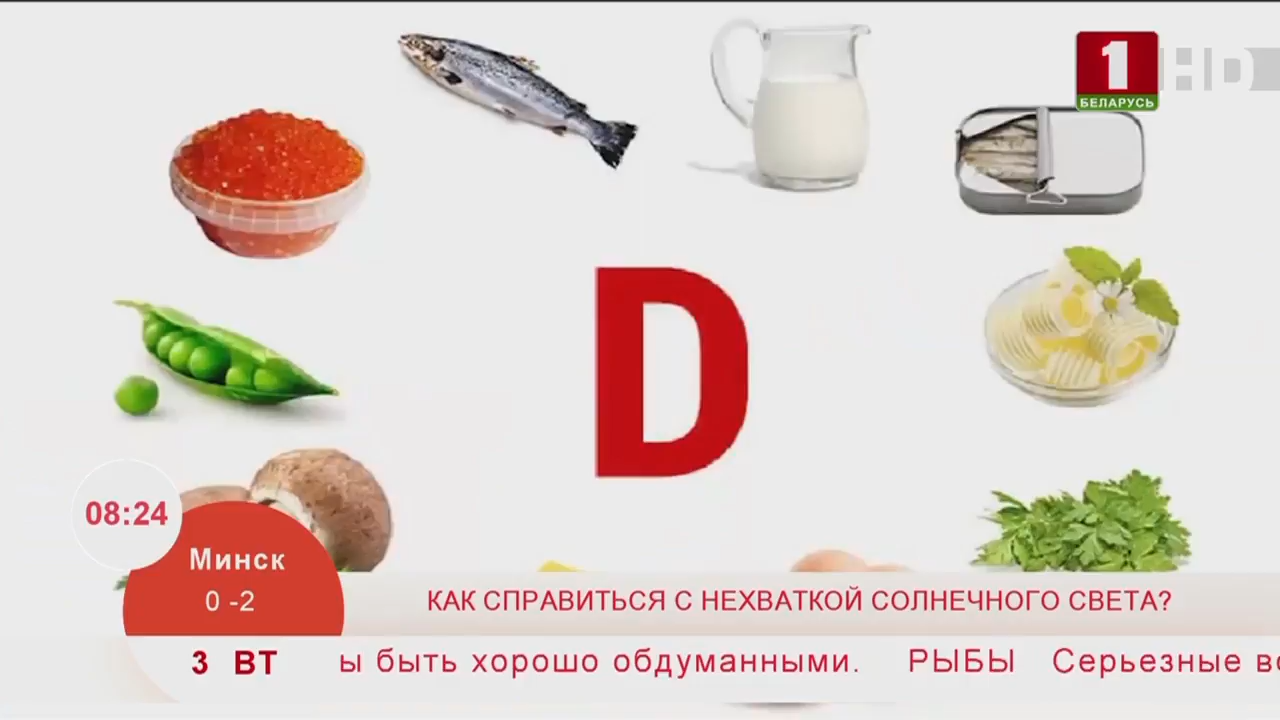 1 HD
БЕЛАРУСЬ
D
08:24
Минск
0 -2
КАК СПРАВИТЬСЯ С НЕХВАТКОЙ СОЛНЕЧНОГО СВЕТА?
3 ВТ
ы быть хорошо обдуманными. РЫБЫ Серьезные